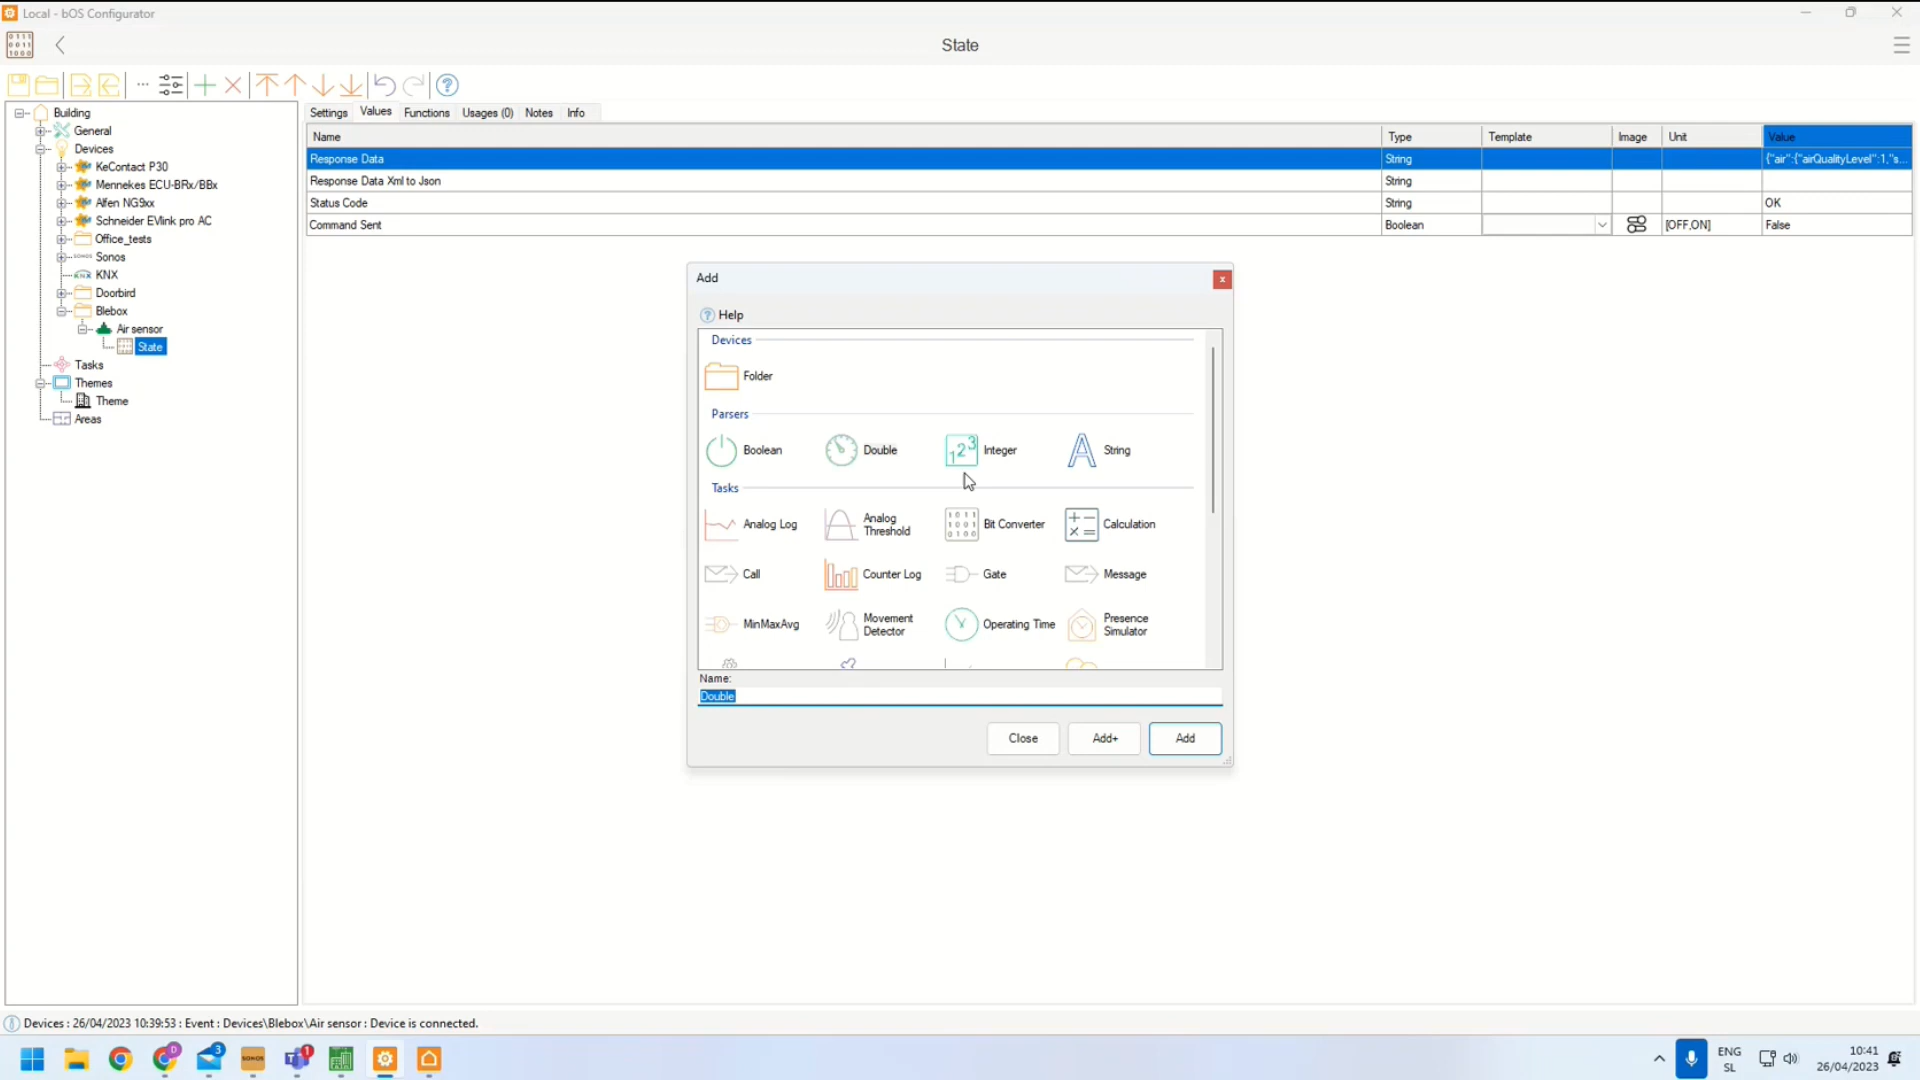 Local - bOS Configurator
State
Building
General
Devices
KeContact P30
Mennekes ECU-BRx/BBx
Alfen NG9xx
Schneider EVlink pro AC
Office_tests
Sonos
KNX
Doorbird
Blebox
Air sensor
State
Tasks
Themes
Theme
Areas
Settings Values Functions Usages (0) Notes Info
Name Type Template Image Unit Value
Response Data String {"air":{"airQualityLevel":1,"s...
Response Data Xml to Json String
Status Code String OK
Command Sent Boolean [OFF,ON] False
Add
Help
Devices
Folder
Parsers
Boolean Double Integer String
Tasks
Analog Log Analog Threshold Bit Converter Calculation
Call Counter Log Gate Message
MinMaxAvg Movement Detector Operating Time Presence Simulator
Name:
Double
Close Add+ Add
Devices : 26/04/2023 10:39:53 : Event : Devices\Blebox\Air sensor : Device is connected.
ENG
SL
10:41
26/04/2023